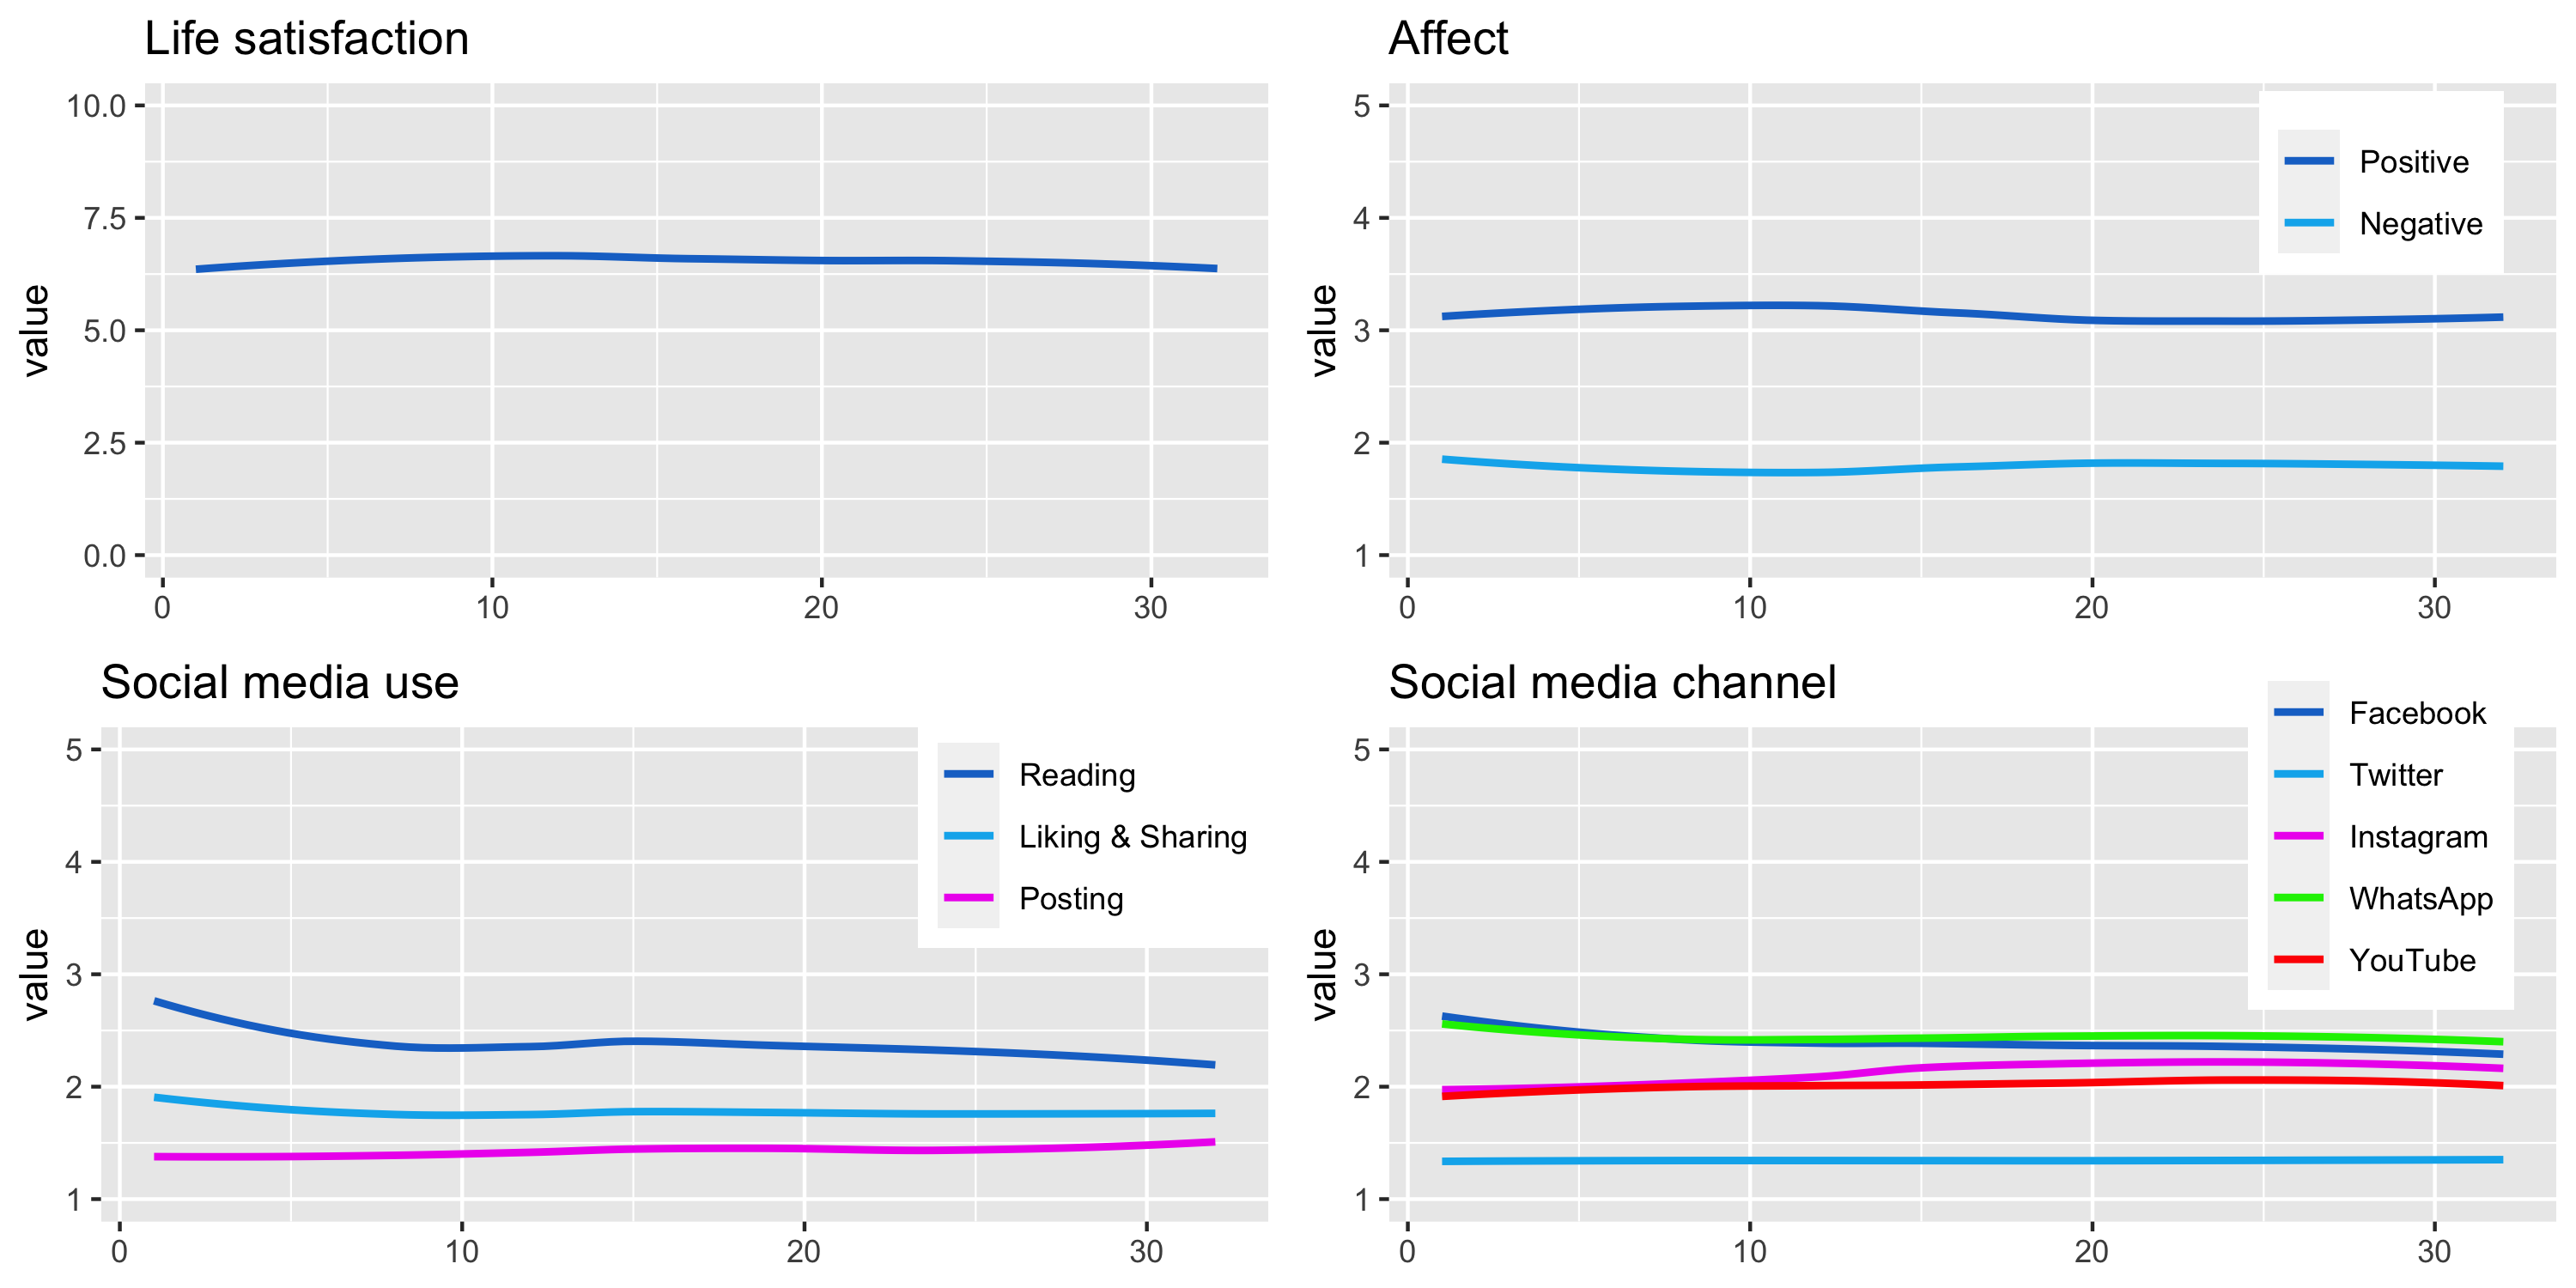 Life satisfaction
value
10.0
7.5
5.0
2.5
0.0
0 10 20 30
Affect
value
5
4
3
2
1
0 10 20 30
Positive
Negative
Social media use
value
5
4
3
2
1
0 10 20 30
Reading
Liking & Sharing
Posting
Social media channel
value
5
4
3
2
1
0 10 20 30
Facebook
Twitter
Instagram
WhatsApp
YouTube